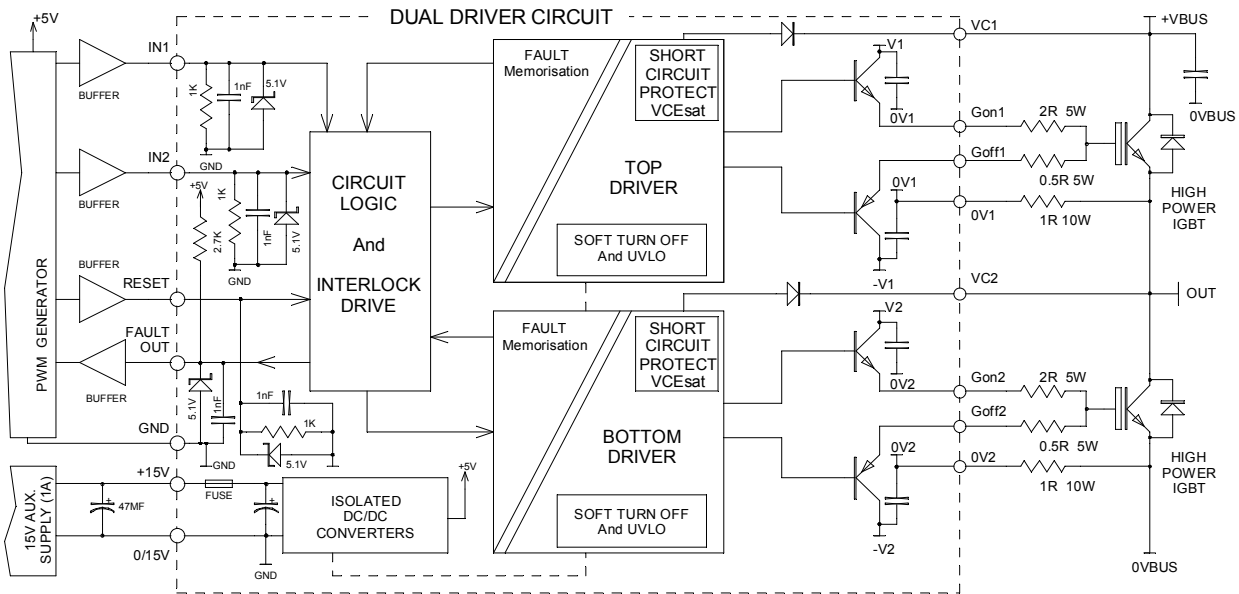 DUAL DRIVER CIRCUIT
+5V
PWM GENERATOR
BUFFER
IN1
1K
1nF
5.1V
GND
BUFFER
IN2
+5V
2.7K
1K
1nF
5.1V
GND
BUFFER
RESET
FAULT
OUT
BUFFER
5.1V
1nF
GND
GND
1nF
1K
5.1V
CIRCUIT
LOGIC
And
INTERLOCK
DRIVE
15V AUX.
SUPPLY (1A)
+15V
47MF
+
0/15V
FUSE
+
GND
ISOLATED
DC/DC
CONVERTERS
+5V
FAULT
Memorisation
SHORT
CIRCUIT
PROTECT
VCEsat
TOP
DRIVER
SOFT TURN OFF
And UVLO
FAULT
Memorisation
SHORT
CIRCUIT
PROTECT
VCEsat
BOTTOM
DRIVER
SOFT TURN OFF
And UVLO
V1
0V1
0V1
-V1
V2
0V2
0V2
-V2
VC1
Gon1
2R 5W
Goff1
0.5R 5W
0V1
1R 10W
VC2
Gon2
2R 5W
Goff2
0.5R 5W
0V2
1R 10W
+VBUS
0VBUS
HIGH
POWER
IGBT
OUT
HIGH
POWER
IGBT
0VBUS